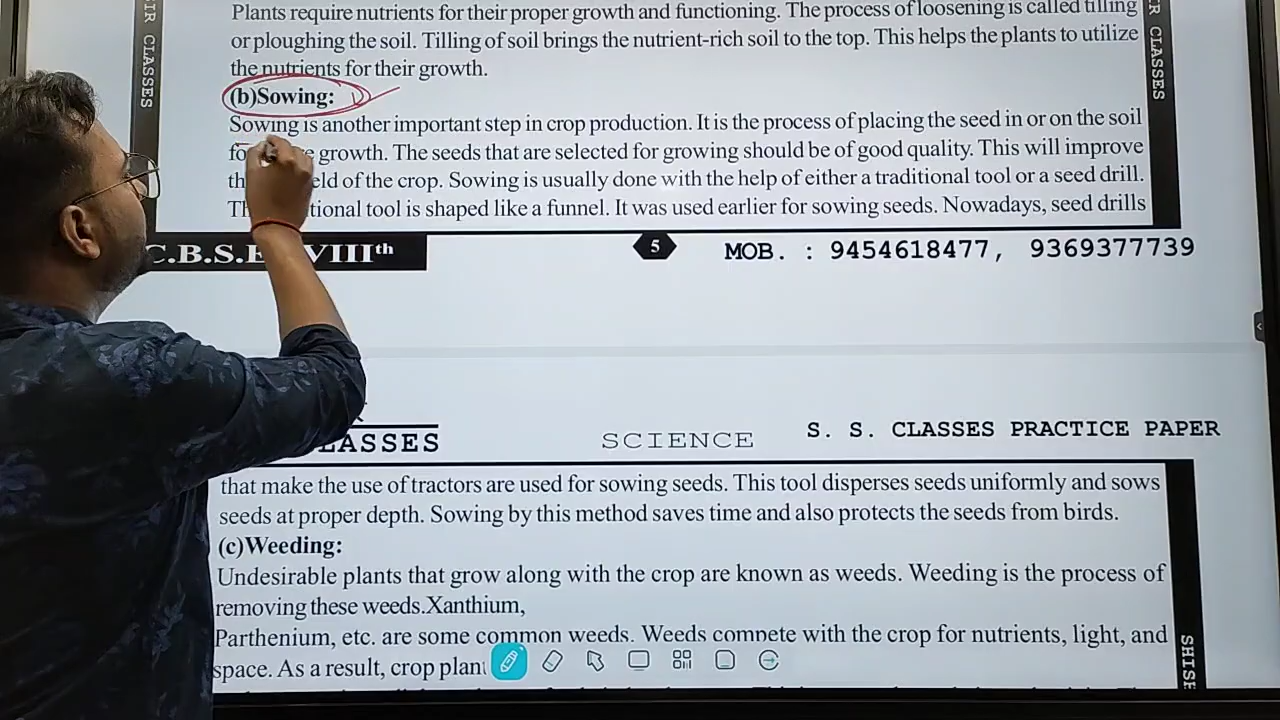 Plants require nutrients for their proper growth and functioning. The process of loosening is called tilling
or ploughing the soil. Tilling of soil brings the nutrient-rich soil to the top. This helps the plants to utilize
the nutrients for their growth.
(b)Sowing:
Sowing is another important step in crop production. It is the process of placing the seed in or on the soil
growth. The seeds that are selected for growing should be of good quality. This will improve
of the crop. Sowing is usually done with the help of either a traditional tool or a seed drill.
tool is shaped like a funnel. It was used earlier for sowing seeds. Nowadays, seed drills
CLASSES
CLASSES
C.B.S.E VIIIth
5
MOB. : 9454618477, 9369377739
CLASSES
SCIENCE
S. S. CLASSES PRACTICE PAPER
that make the use of tractors are used for sowing seeds. This tool disperses seeds uniformly and sows
seeds at proper depth. Sowing by this method saves time and also protects the seeds from birds.
(c)Weeding:
Undesirable plants that grow along with the crop are known as weeds. Weeding is the process of
removing these weeds.Xanthium,
Parthenium, etc. are some common weeds. Weeds compete with the crop for nutrients, light, and
space. As a result, crop